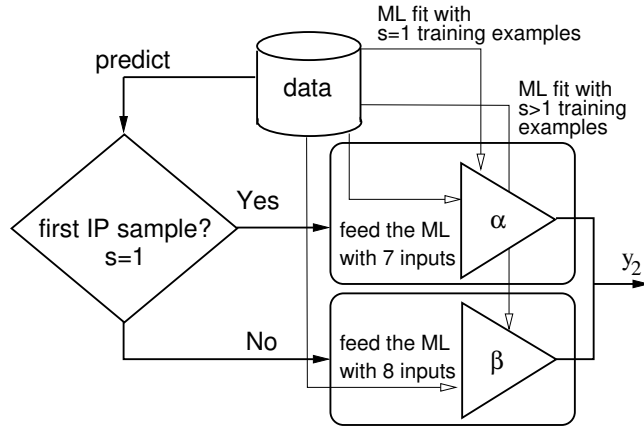 ML fit with
s=1 training examples
predict
data
ML fit with
s>1 training
examples
Yes
first IP sample?
s=1
feed the ML
with 7 inputs
α
y2
No
feed the ML
with 8 inputs
β